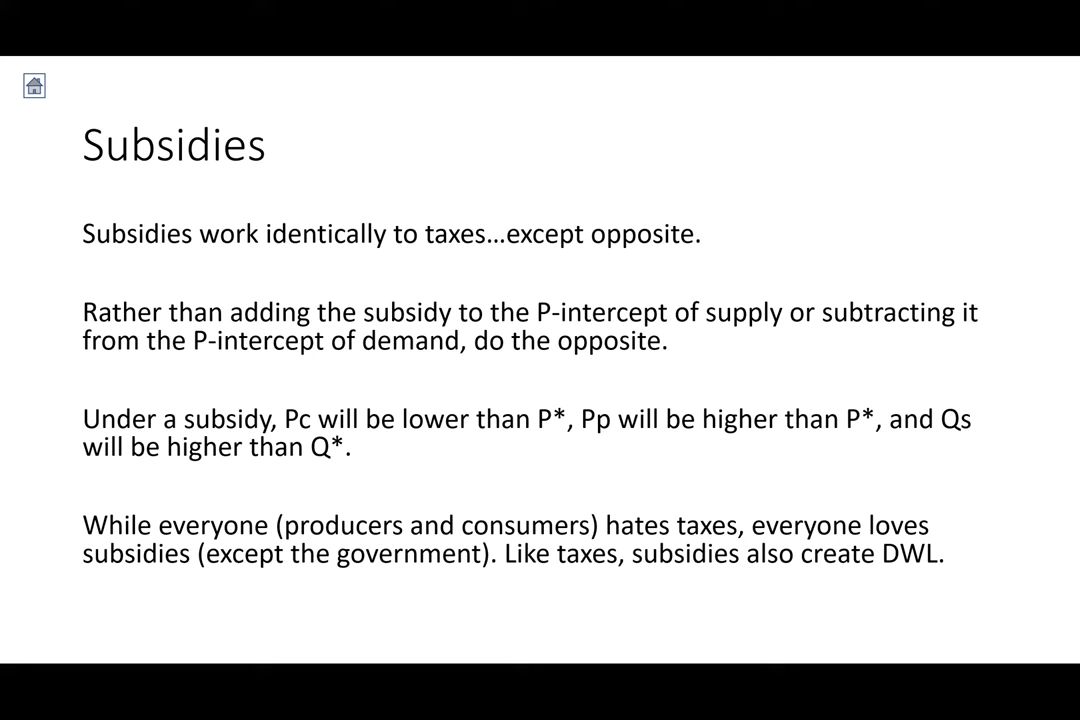 Subsidies
Subsidies work identically to taxes…except opposite.
Rather than adding the subsidy to the P-intercept of supply or subtracting it
from the P-intercept of demand, do the opposite.
Under a subsidy, Pc will be lower than P*, Pp will be higher than P*, and Qs
will be higher than Q*.
While everyone (producers and consumers) hates taxes, everyone loves
subsidies (except the government). Like taxes, subsidies also create DWL.